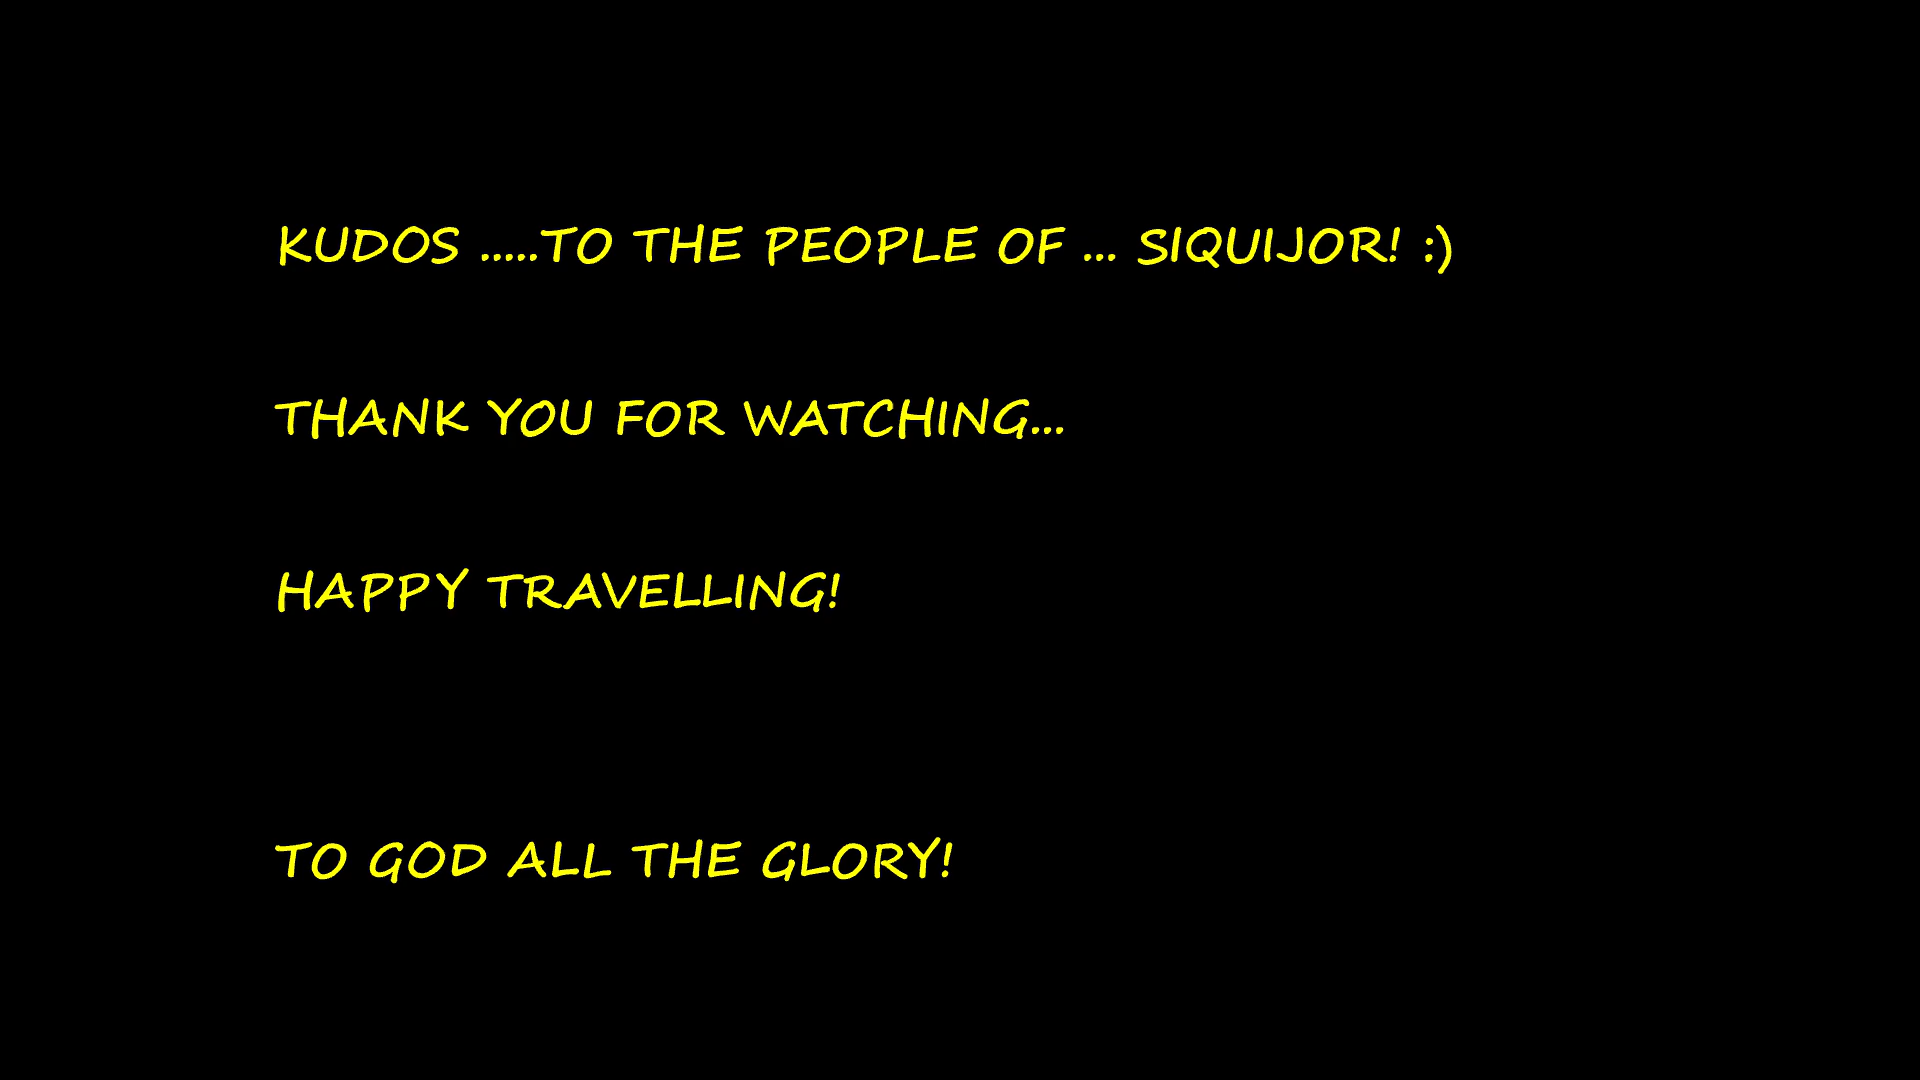 KUDOS .....TO THE PEOPLE OF ... SIQUIJOR! :)
THANK YOU FOR WATCHING...
HAPPY TRAVELLING!
TO GOD ALL THE GLORY!